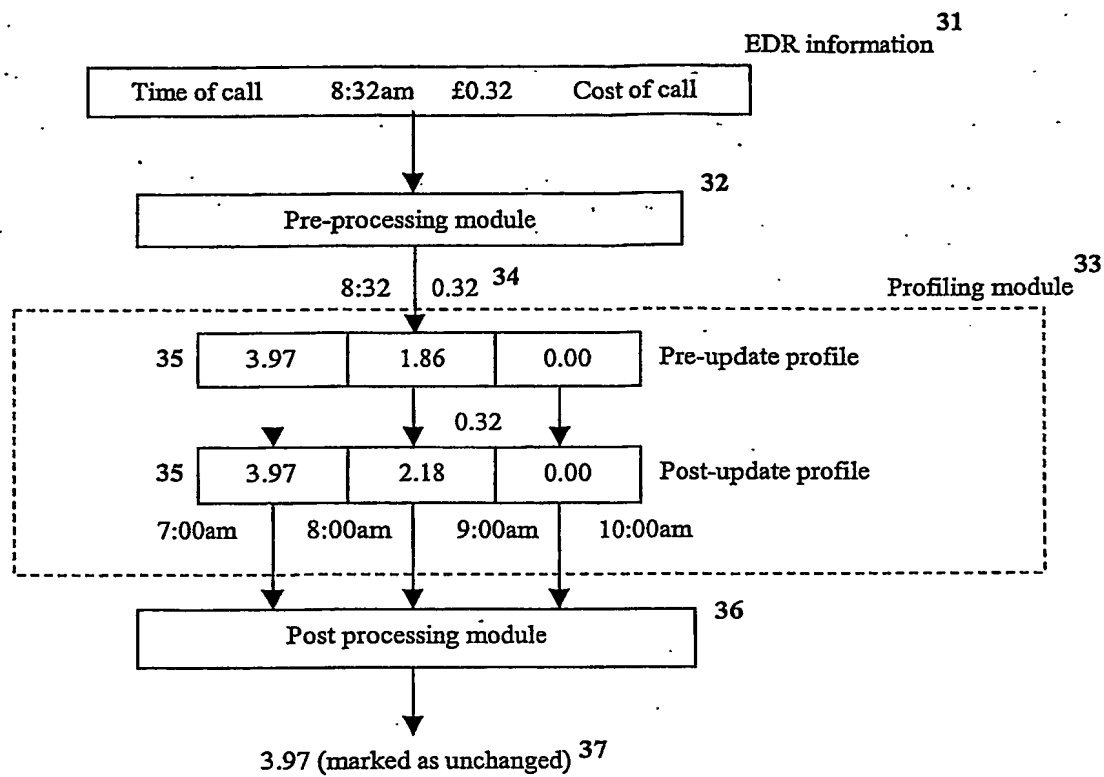 31
EDR information
Time of call 8:32am £0.32 Cost of call
32
Pre-processing module
8:32 0.32 34
33
Profiling module
35 3.97 1.86 0.00 Pre-update profile
0.32
35 3.97 2.18 0.00 Post-update profile
7:00am 8:00am 9:00am 10:00am
36
Post processing module
3.97 (marked as unchanged) 37